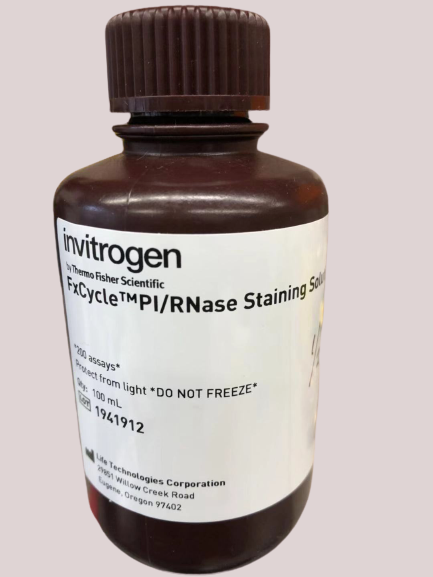 invitrogen
by Thermo Fisher Scientific
FxCycle™PI/RNase Staining
*200 assays*
Protect from light *DO NOT FREEZE*
Qty: 100 mL
LOT 1941912
Life Technologies Corporation
29851 Willow Creek Road
Eugene, Oregon 97402